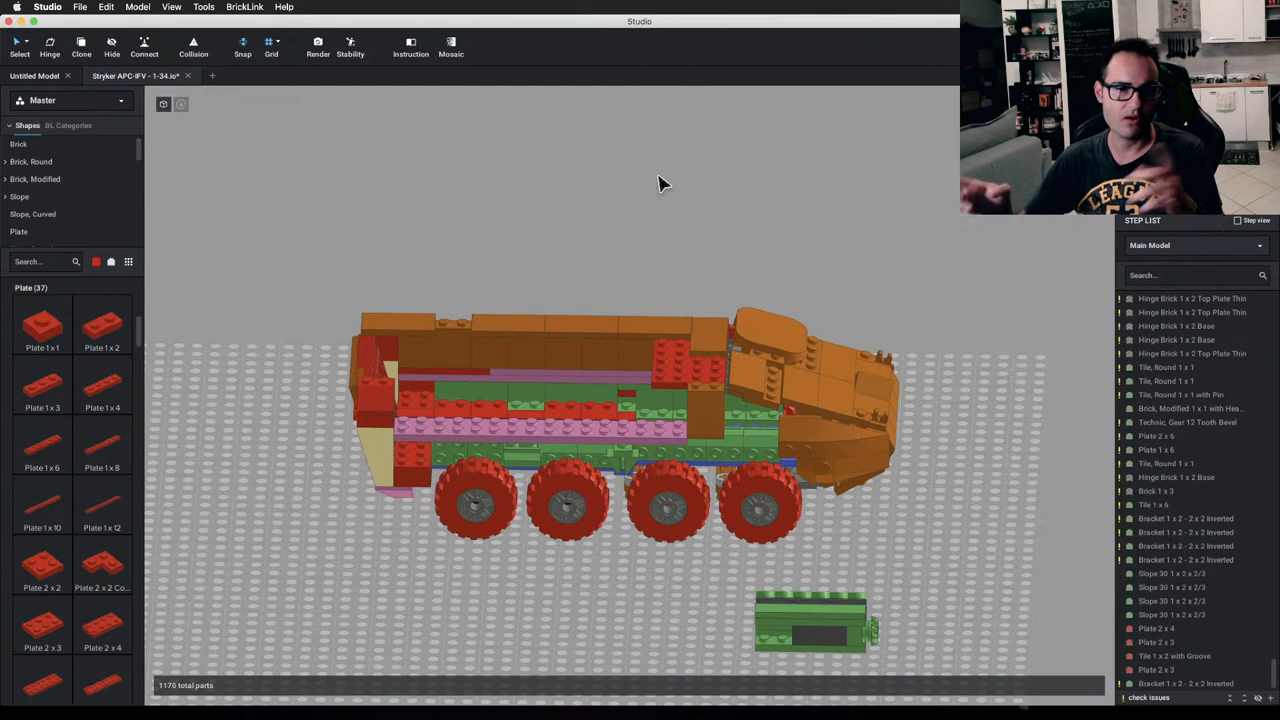 Studio File Edit Model View Tools BrickLink Help
Studio
Select Hinge Clone Hide Connect Collision Snap Grid Render Stability Instruction Mosaic
Untitled Model Stryker APC-IFV - 1-34.io*
Master
Shapes BL Categories
Brick
Brick, Round
Brick, Modified
Slope
Slope, Curved
Plate
Search...
Plate (37)
Plate 1 x 1 Plate 1 x 2
Plate 1 x 3 Plate 1 x 4
Plate 1 x 6 Plate 1 x 8
Plate 1 x 10 Plate 1 x 12
Plate 2 x 2 Plate 2 x 2 Co...
Plate 2 x 3 Plate 2 x 4
1170 total parts
LEAGUE
STEP LIST Step view
Main Model
Search...
Hinge Brick 1 x 2 Top Plate Thin
Hinge Brick 1 x 2 Top Plate Thin
Hinge Brick 1 x 2 Base
Hinge Brick 1 x 2 Base
Hinge Brick 1 x 2 Top Plate Thin
Tile, Round 1 x 1
Tile, Round 1 x 1
Tile, Round 1 x 1 with Pin
Brick, Modified 1 x 1 with Hea...
Technic, Gear 12 Tooth Bevel
Plate 2 x 6
Plate 1 x 6
Tile, Round 1 x 1
Hinge Brick 1 x 2 Base
Brick 1 x 3
Tile 1 x 6
Bracket 1 x 2 - 2 x 2 Inverted
Bracket 1 x 2 - 2 x 2 Inverted
Bracket 1 x 2 - 2 x 2 Inverted
Bracket 1 x 2 - 2 x 2 Inverted
Slope 30 1 x 2 x 2/3
Slope 30 1 x 2 x 2/3
Slope 30 1 x 2 x 2/3
Slope 30 1 x 2 x 2/3
Plate 2 x 4
Plate 2 x 3
Tile 1 x 2 with Groove
Plate 2 x 3
Bracket 1 x 2 - 2 x 2 Inverted
check issues